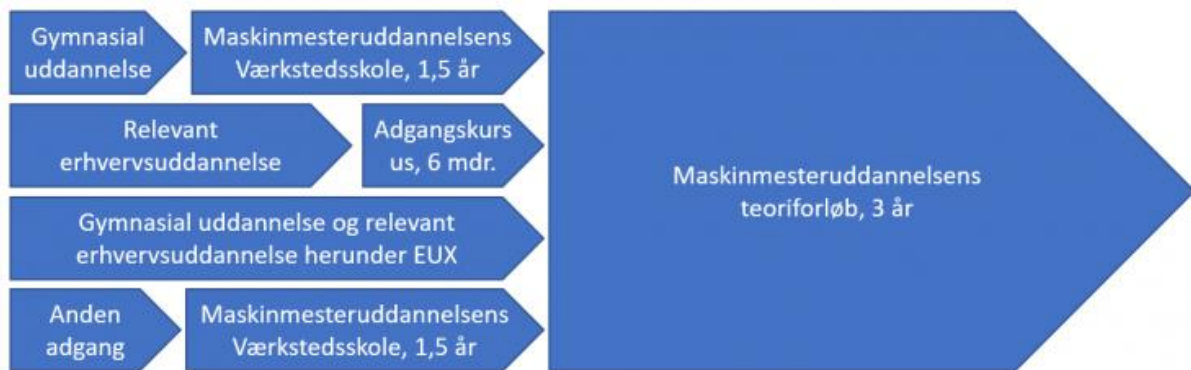 Gymnasial
uddannelse
Maskinmesteruddannelsens
Værkstedsskole, 1,5 år
Relevant
erhvervsuddannelse
Adgangskurs
us, 6 mdr.
Gymnasial uddannelse og relevant
erhvervsuddannelse herunder EUX
Anden
adgang
Maskinmesteruddannelsens
Værkstedsskole, 1,5 år
Maskinmesteruddannelsens
teoriforløb, 3 år